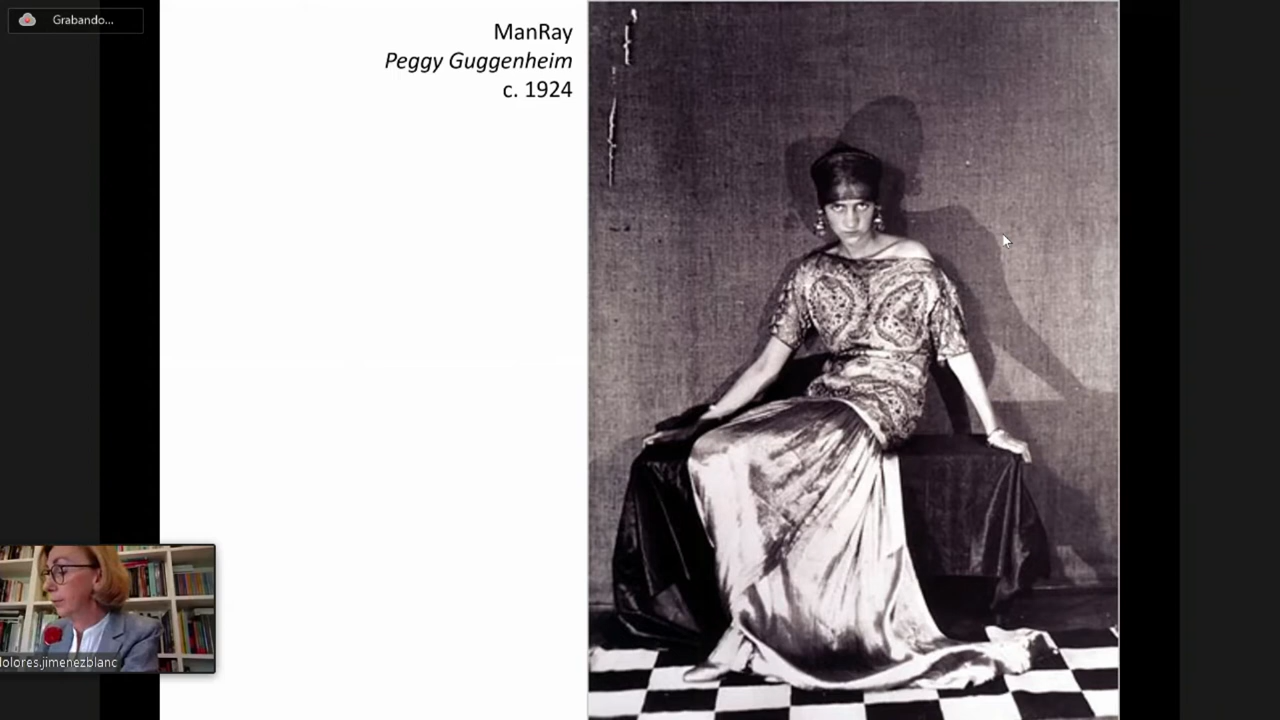 Grabando...
ManRay
Peggy Guggenheim
c. 1924
dolores.jimenezblanc